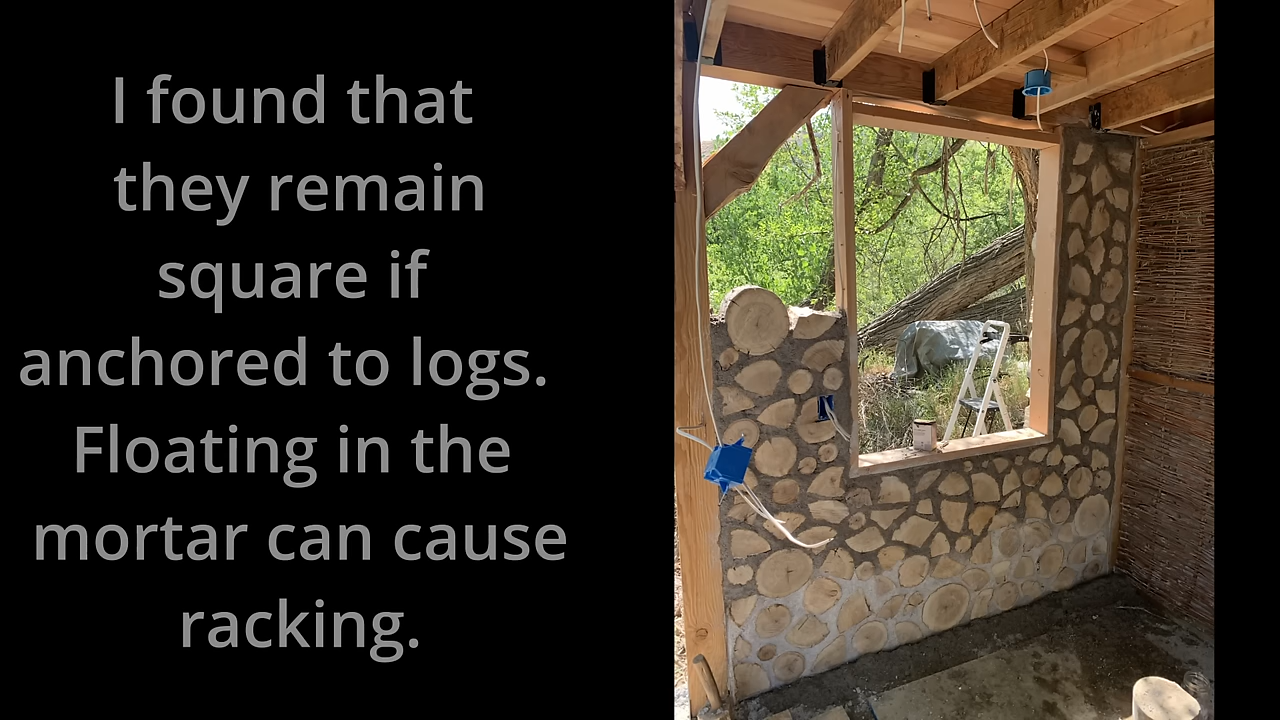 I found that
they remain
square if
anchored to logs.
Floating in the
mortar can cause
racking.